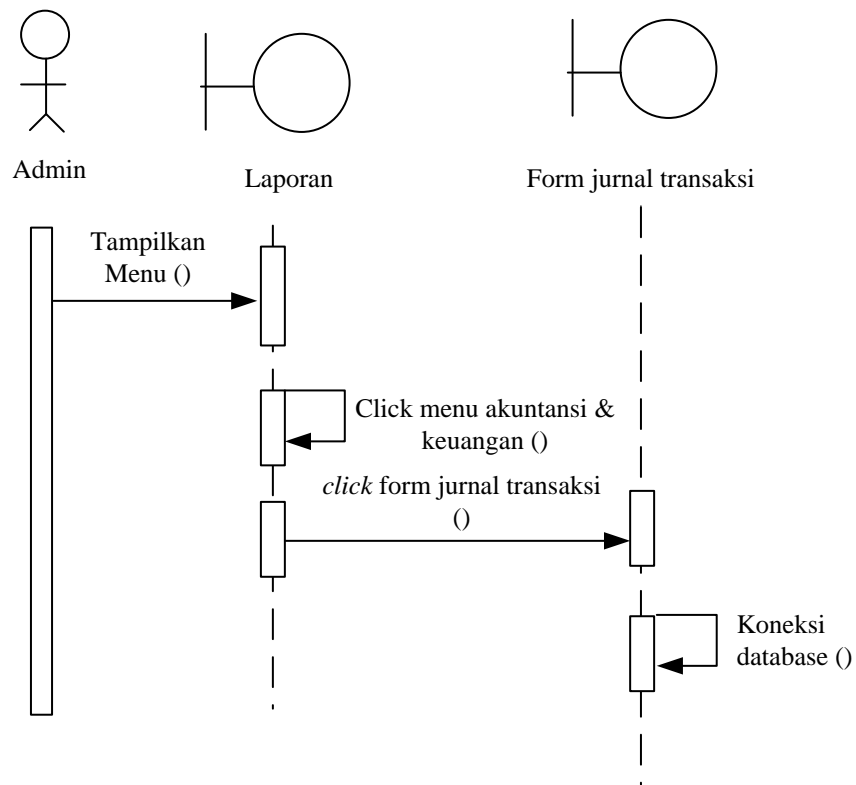 Admin
Laporan
Form jurnal transaksi
Tampilkan
Menu ()
Click menu akuntansi &
keuangan ()
click form jurnal transaksi
()
Koneksi
database ()